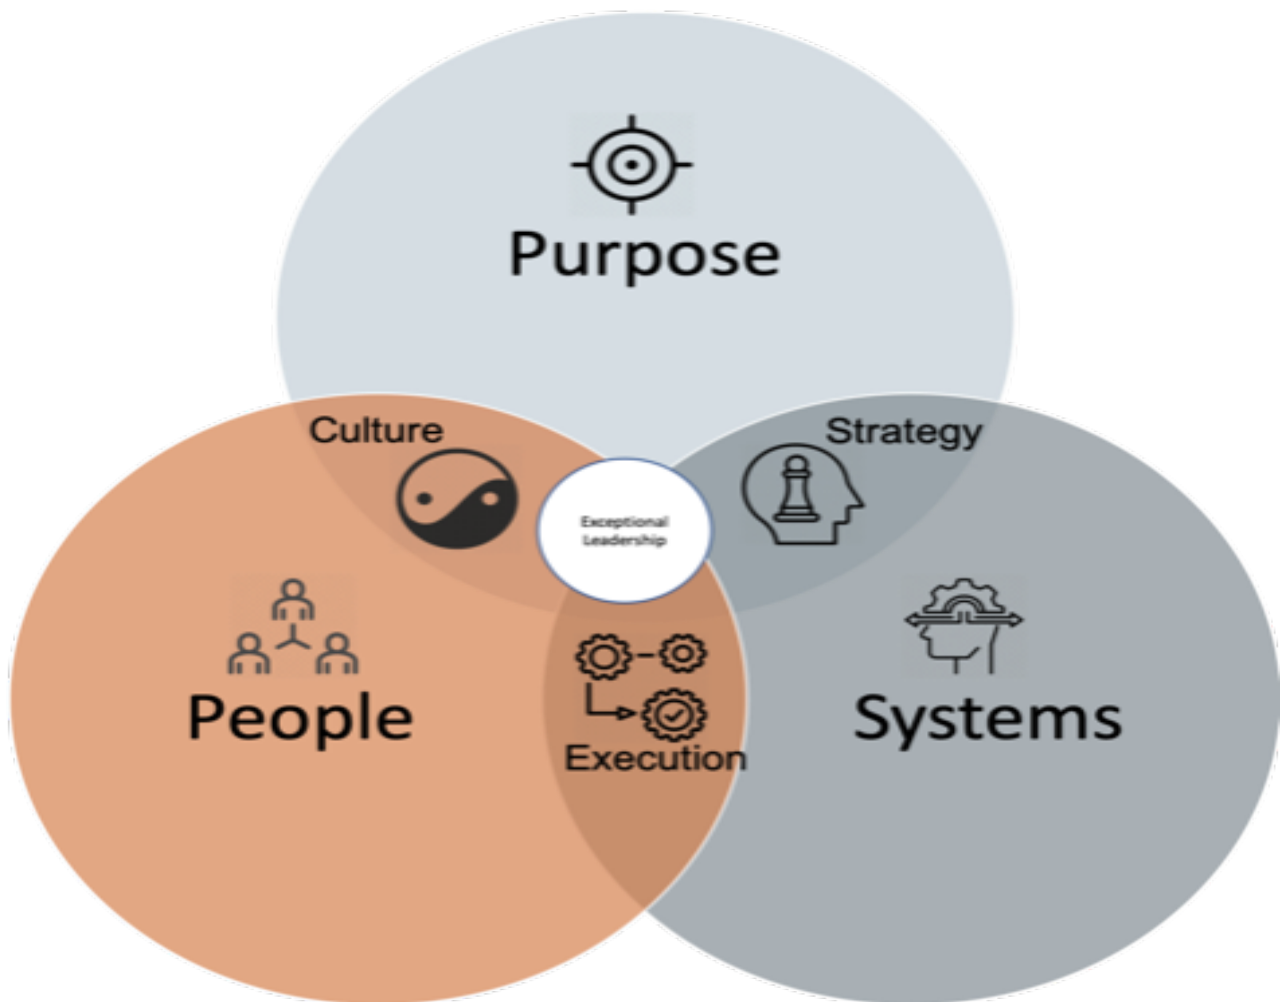 Purpose
Culture
Strategy
Exceptional
Leadership
People
Systems
Execution